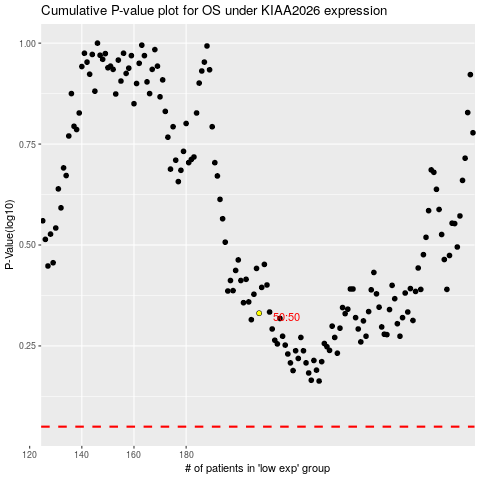 Cumulative P-value plot for OS under KIAA2026 expression
P-Value(log10)
1.00
0.75
0.50
0.25
50:50
120 140 160 180
# of patients in 'low exp' group